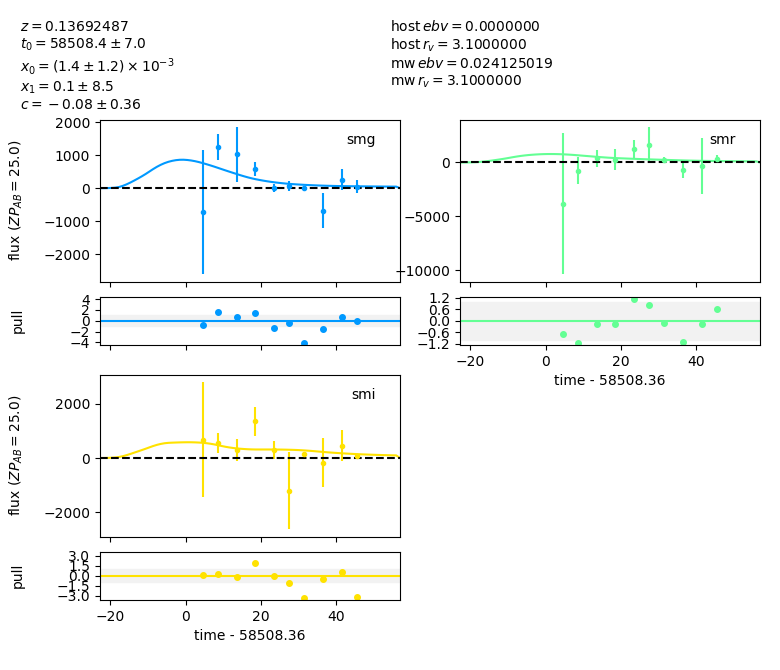 z = 0.13692487
t₀ = 58508.4 ± 7.0
x₀ = (1.4 ± 1.2) × 10⁻³
x₁ = 0.1 ± 8.5
c = −0.08 ± 0.36
host ebv = 0.0000000
host r_v = 3.1000000
mw ebv = 0.024125019
mw r_v = 3.1000000
smg
flux (ZP_AB = 25.0)
2000
1000
0
−1000
−2000
smr
0
−5000
−10000
pull
4
2
0
−2
−4
1.2
0.6
0.0
−0.6
−1.2
−20
0
20
40
time - 58508.36
smi
flux (ZP_AB = 25.0)
2000
0
−2000
pull
3.0
1.5
0.0
−1.5
−3.0
−20
0
20
40
time - 58508.36